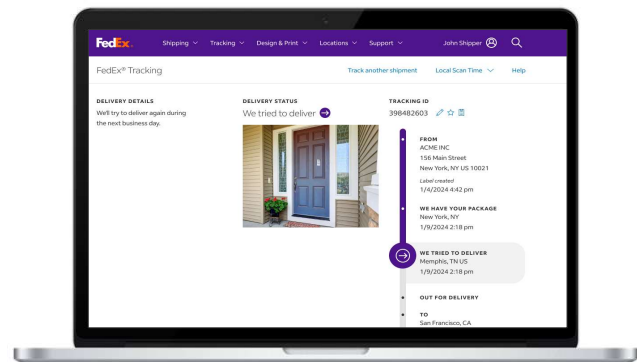 FedEx. Shipping Tracking Design & Print Locations Support John Shipper
FedEx® Tracking Track another shipment Local Scan Time Help
DELIVERY DETAILS
We'll try to deliver again during
the next business day.
DELIVERY STATUS
We tried to deliver
TRACKING ID
398482603
FROM
ACME INC
156 Main Street
New York, NY US 10021
Label created
1/4/2024 4:42 pm
WE HAVE YOUR PACKAGE
New York, NY
1/9/2024 2:18 pm
WE TRIED TO DELIVER
Memphis, TN US
1/9/2024 2:18 pm
OUT FOR DELIVERY
TO
San Francisco, CA